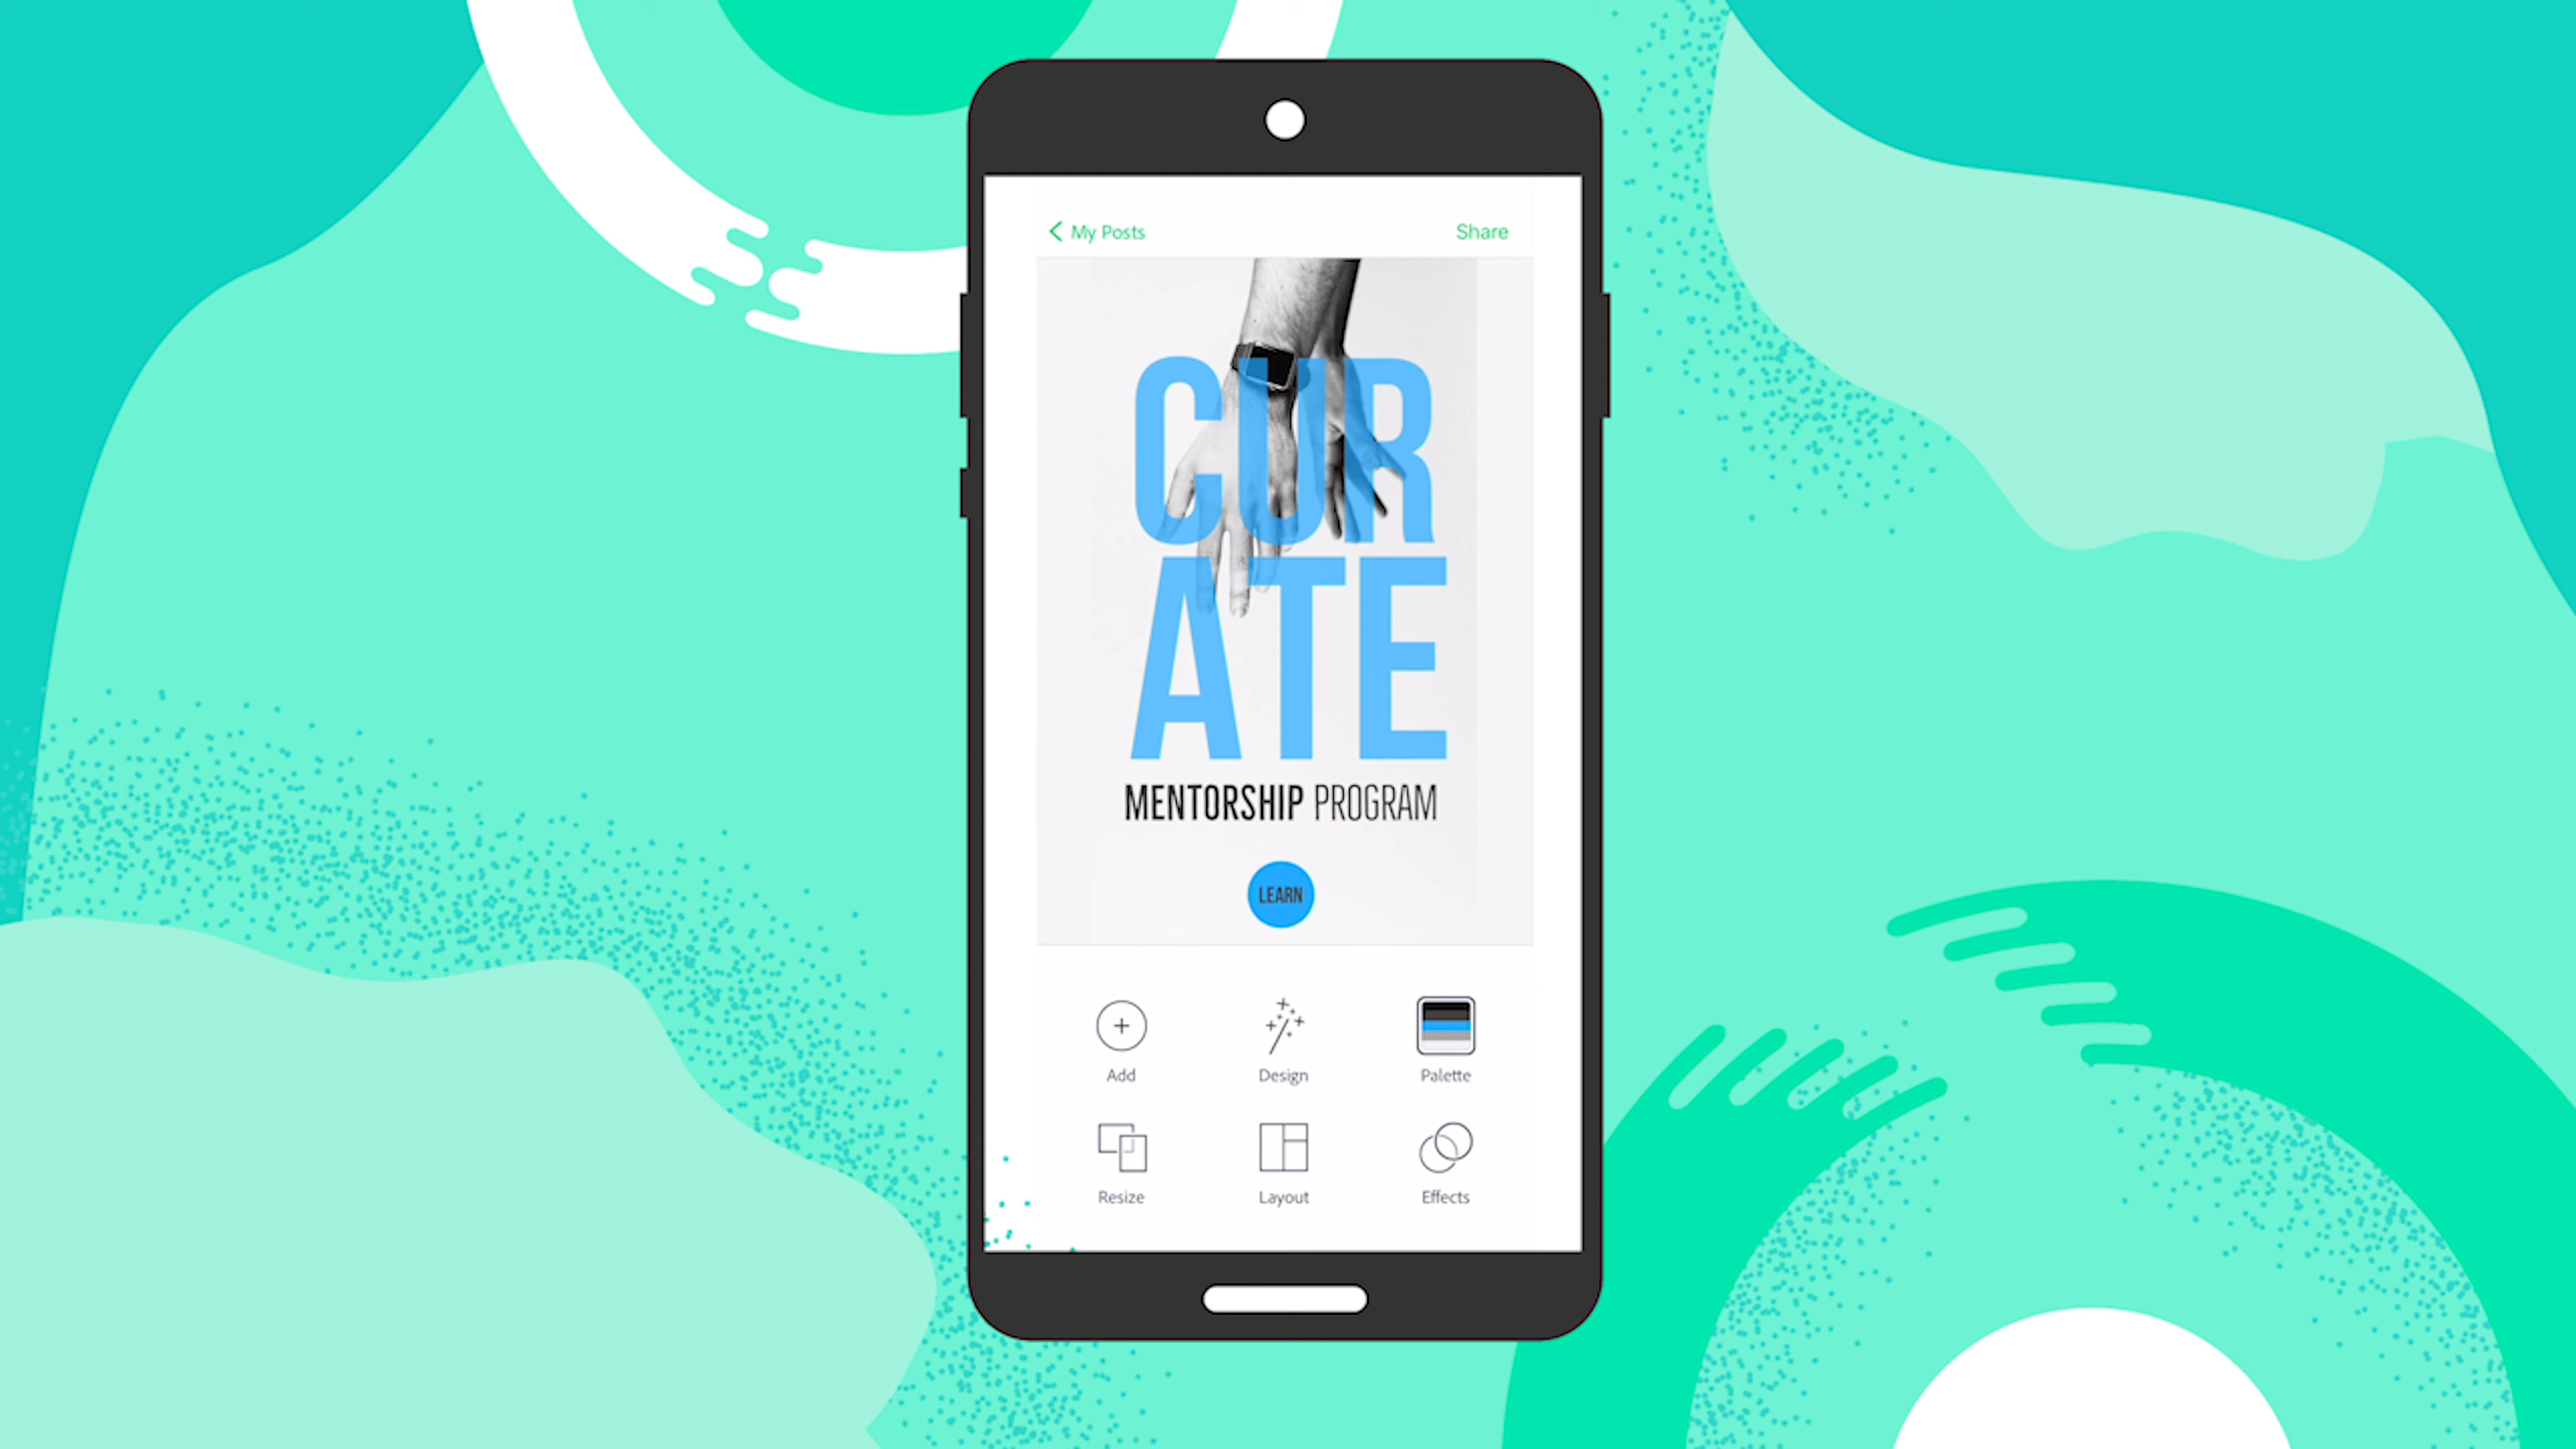 My Posts
Share
CUR
ATE
MENTORSHIP PROGRAM
LEARN
Add
Design
Palette
Resize
Layout
Effects